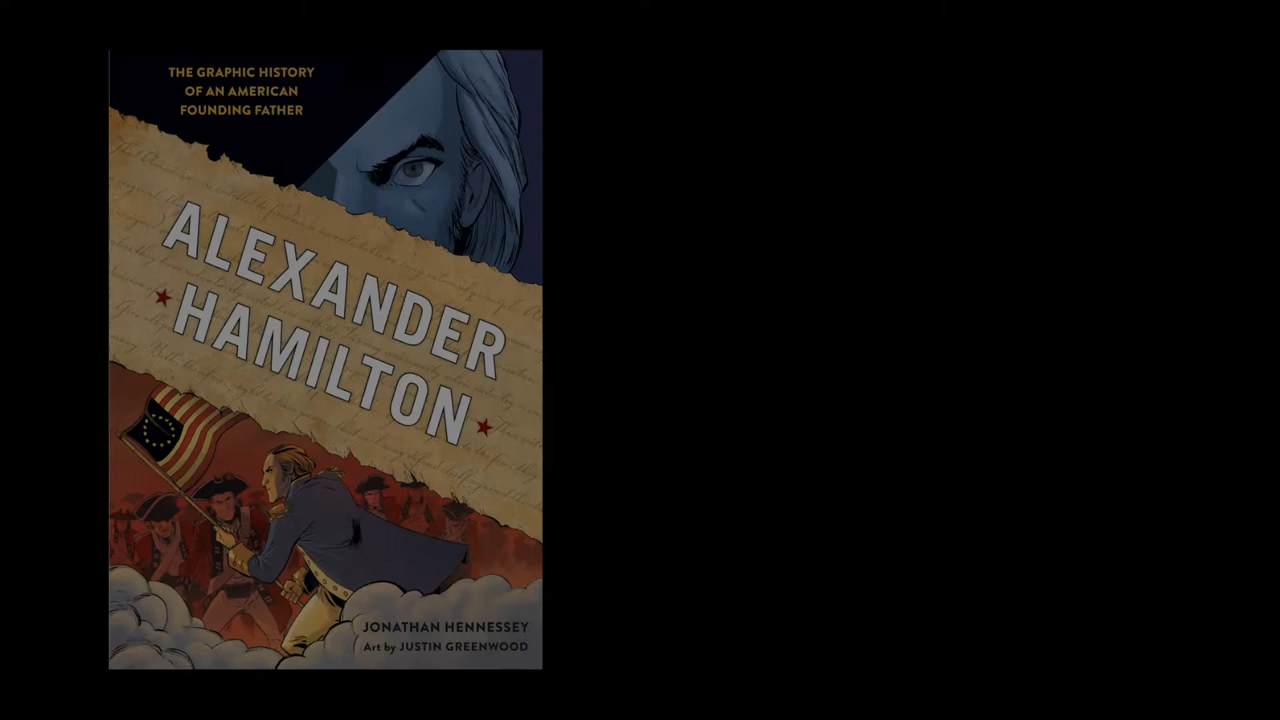 THE GRAPHIC HISTORY
OF AN AMERICAN
FOUNDING FATHER
ALEXANDER
HAMILTON
JONATHAN HENNESSEY
Art by JUSTIN GREENWOOD